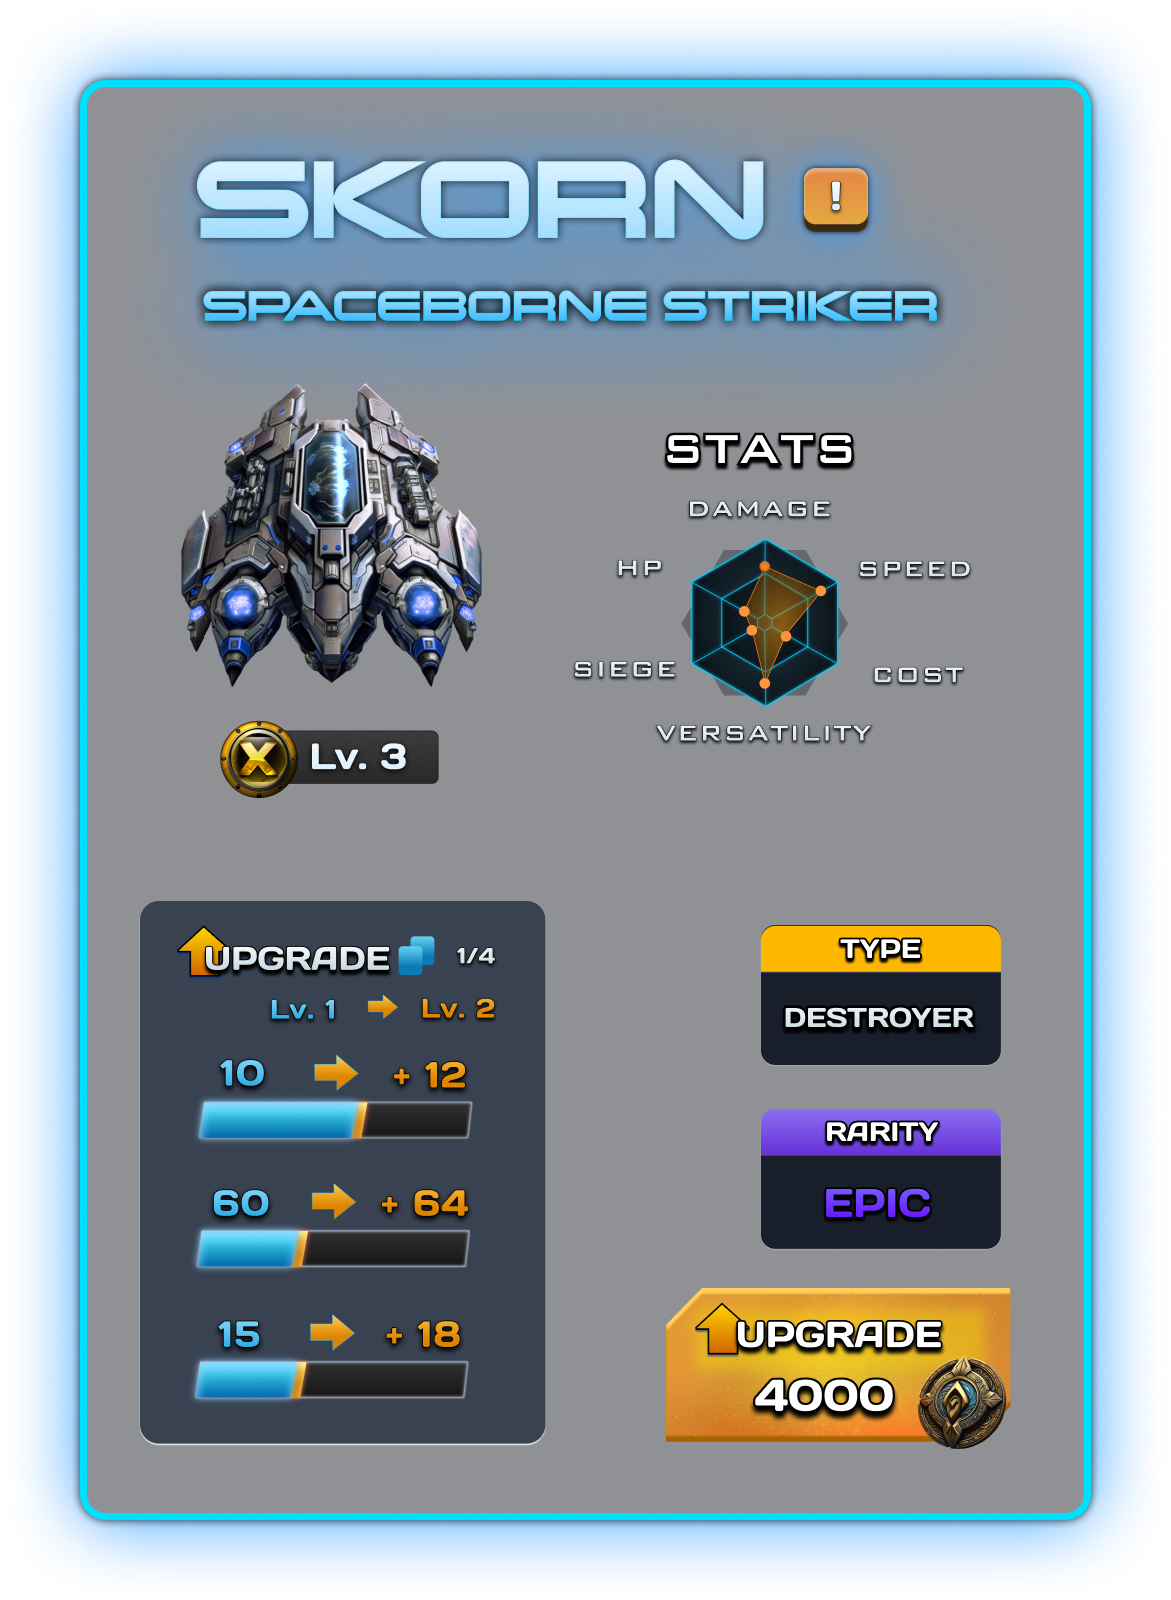 SKORN !
SPACEBORNE STRIKER
STATS
DAMAGE
HP
SPEED
SIEGE
COST
VERSATILITY
X Lv. 3
UPGRADE 1/4
Lv. 1 Lv. 2
10 + 12
60 + 64
15 + 18
TYPE
DESTROYER
RARITY
EPIC
UPGRADE
4000